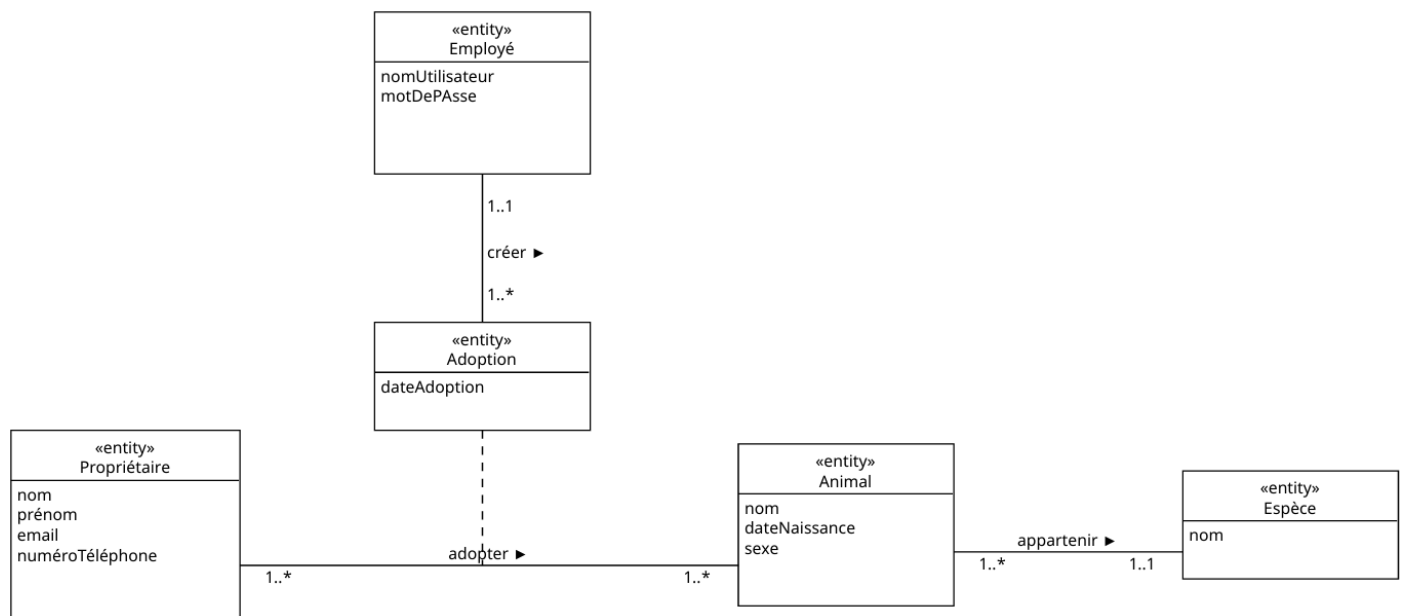 «entity»
Employé
nomUtilisateur
motDePAsse
1..1
créer ►
1..*
«entity»
Adoption
dateAdoption
«entity»
Propriétaire
nom
prénom
email
numéroTéléphone
adopter ►
1..*
1..*
«entity»
Animal
nom
dateNaissance
sexe
appartenir ►
1..*
1..1
«entity»
Espèce
nom